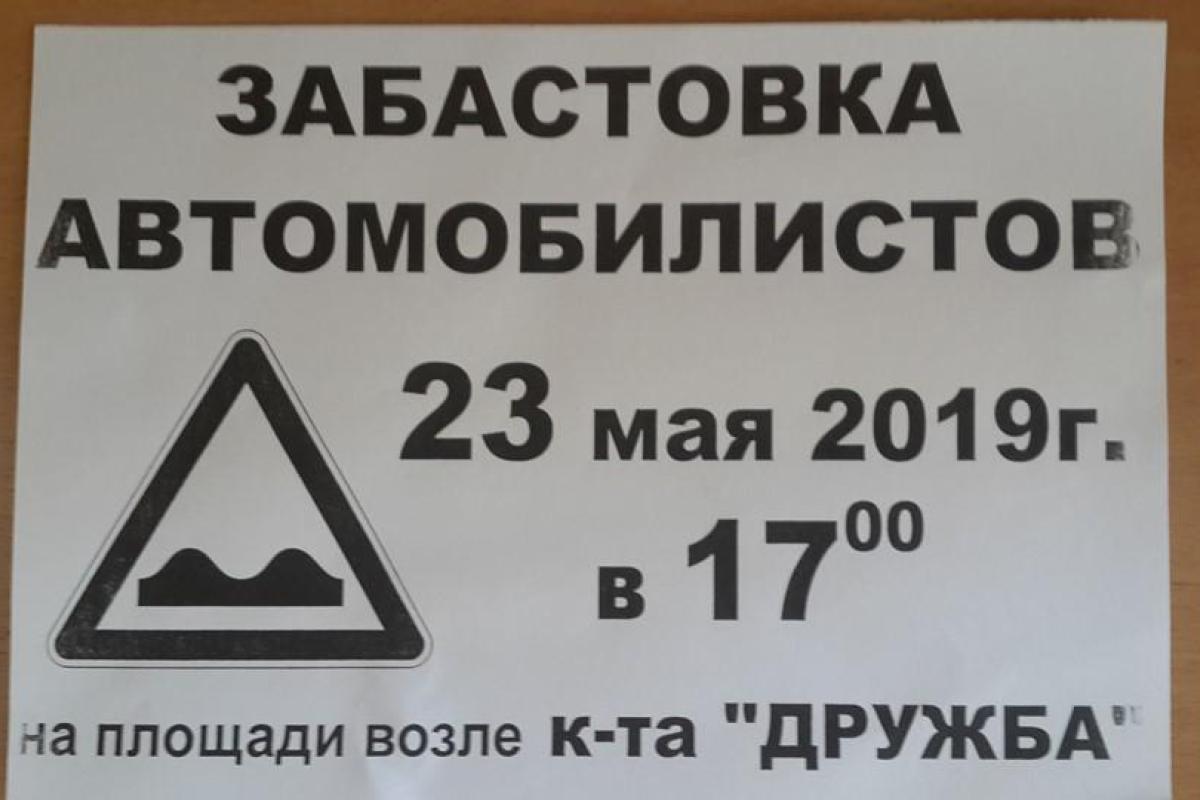 ЗАБАСТОВКА
АВТОМОБИЛИСТОВ
23 мая 2019г.
в 17⁰⁰
на площади возле к-та "ДРУЖБА"